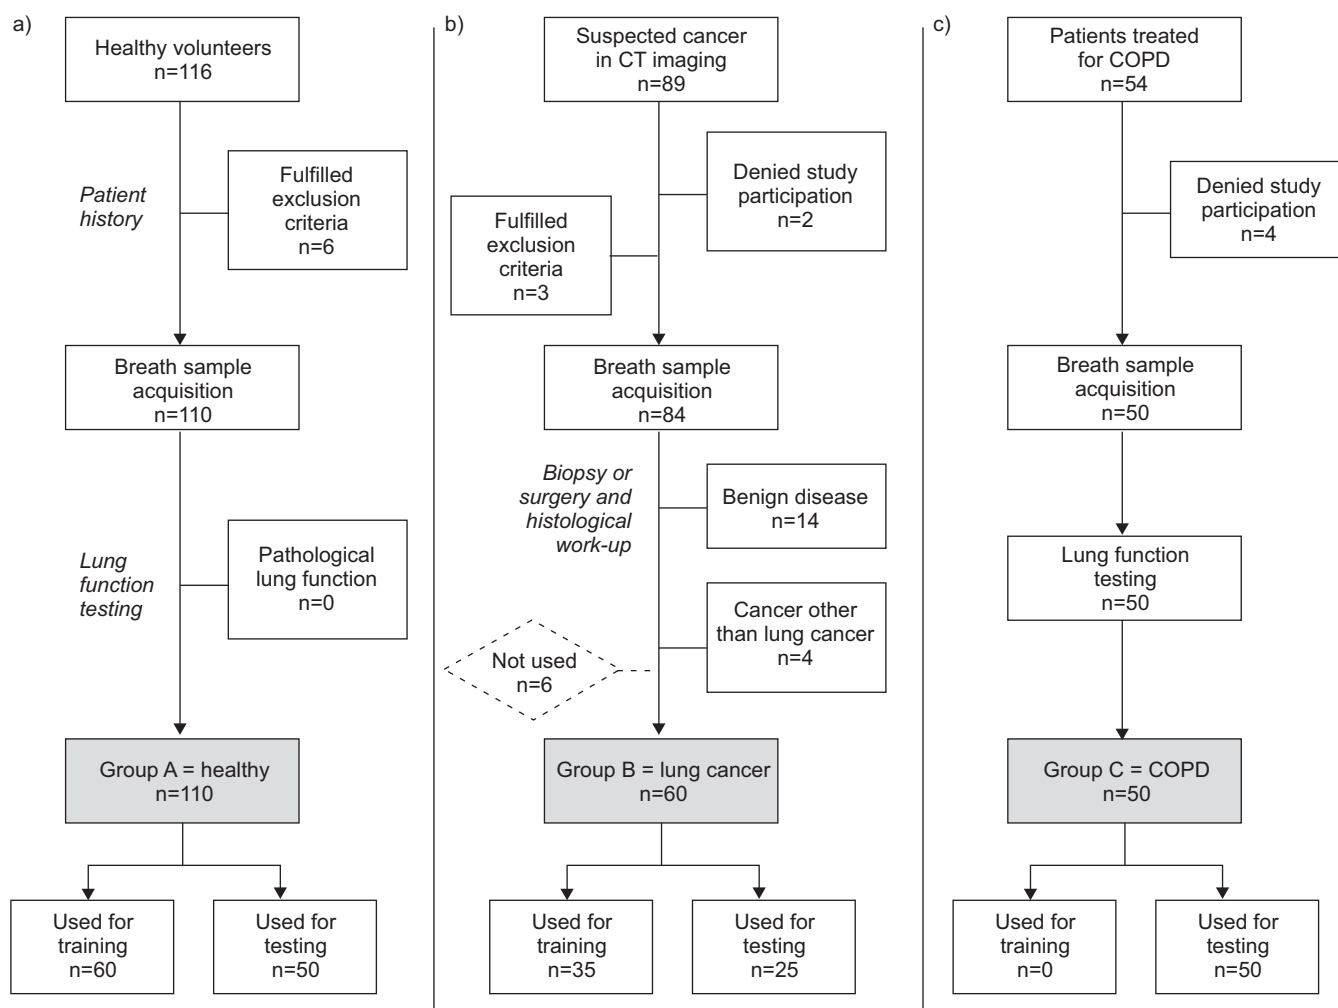 a)
Healthy volunteers
n=116
Patient
history
Fulfilled
exclusion
criteria
n=6
Breath sample
acquisition
n=110
Lung
function
testing
Pathological
lung function
n=0
Group A = healthy
n=110
Used for
training
n=60
Used for
testing
n=50
b)
Suspected cancer
in CT imaging
n=89
Denied study
participation
n=2
Fulfilled
exclusion
criteria
n=3
Breath sample
acquisition
n=84
Biopsy or
surgery and
histological
work-up
Benign disease
n=14
Cancer other
than lung cancer
n=4
Not used
n=6
Group B = lung cancer
n=60
Used for
training
n=35
Used for
testing
n=25
c)
Patients treated
for COPD
n=54
Denied study
participation
n=4
Breath sample
acquisition
n=50
Lung function
testing
n=50
Group C = COPD
n=50
Used for
training
n=0
Used for
testing
n=50